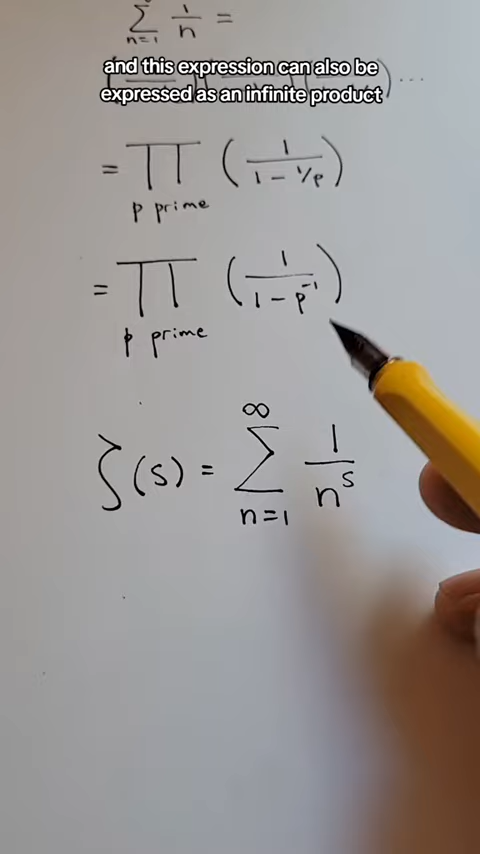 ∞
∑ 1/n =
n=1
and this expression can also be
expressed as an infinite product
...
= ∏ (1/(1 - 1/p))
p prime
= ∏ (1/(1 - p⁻¹))
p prime
ζ(s) = ∑ 1/nˢ
∞
n=1